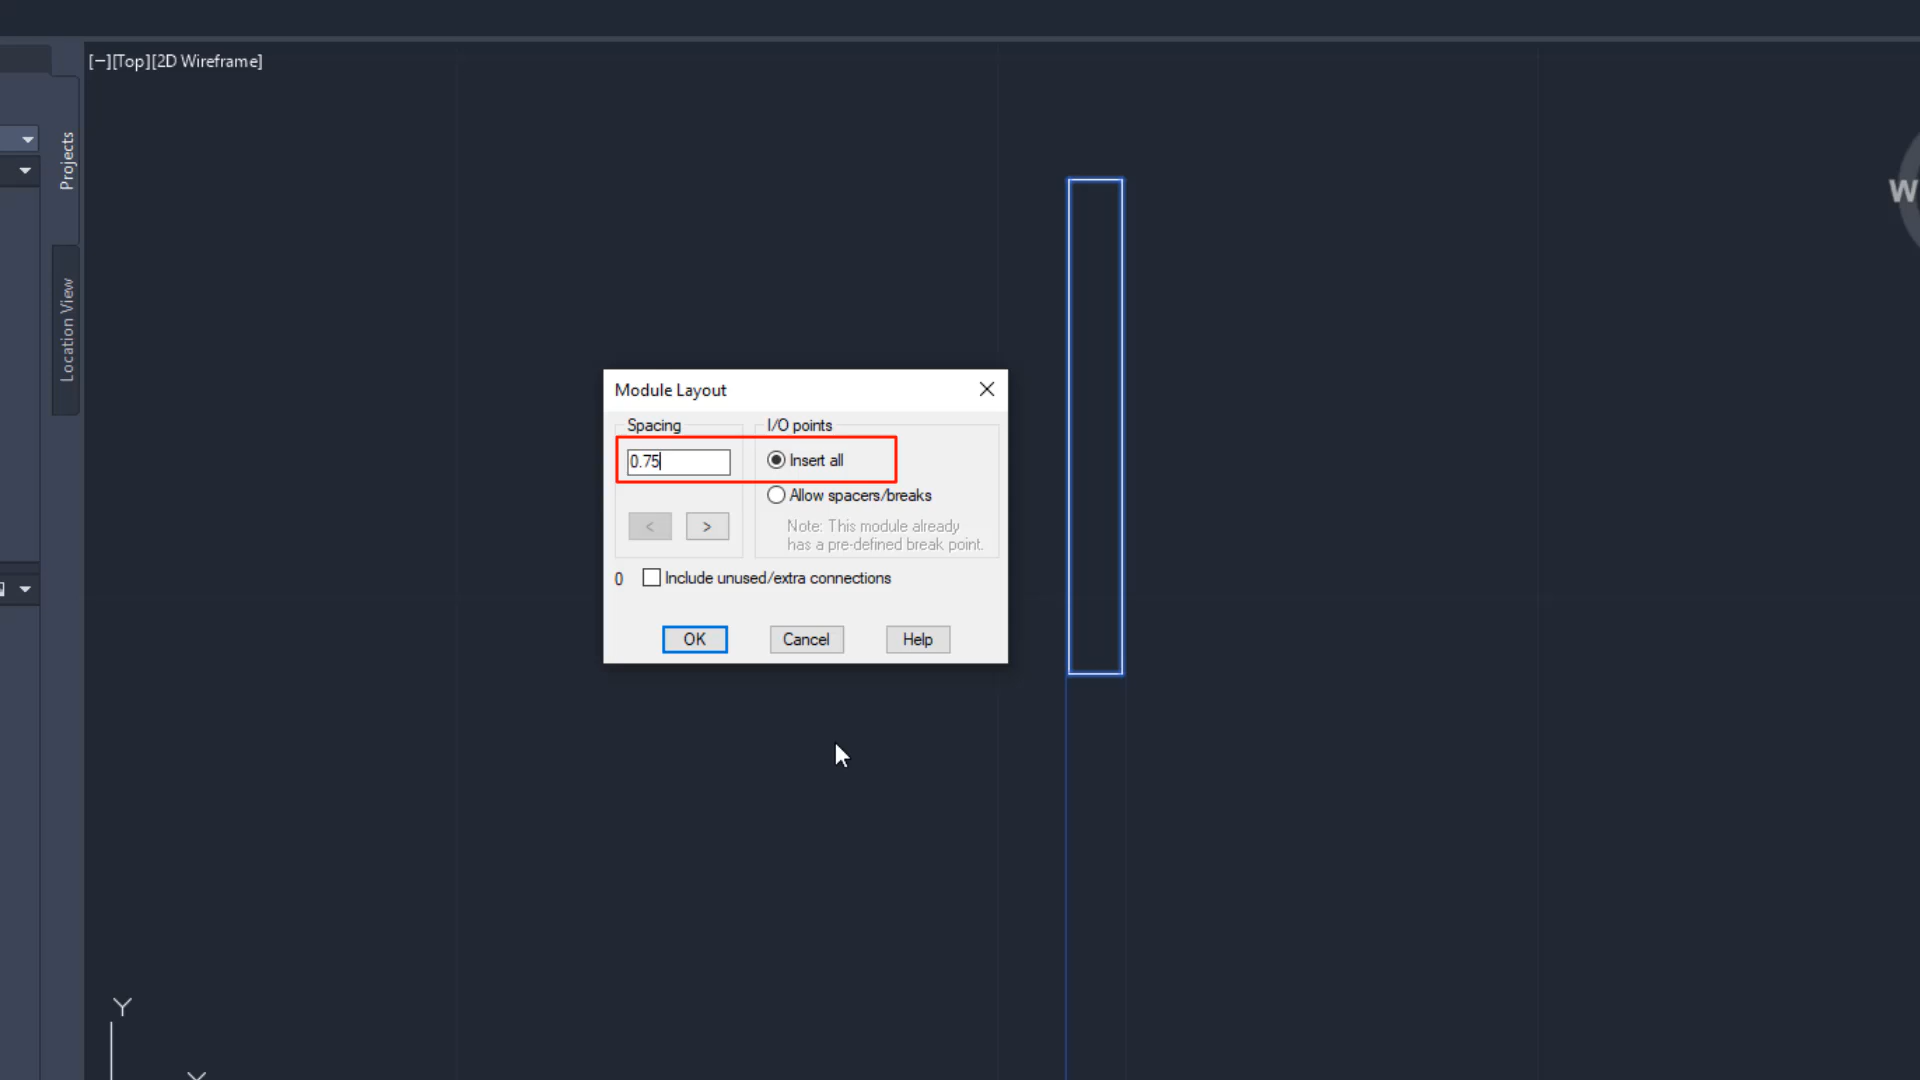 [−][Top][2D Wireframe]
Projects
Location View
W
Module Layout
Spacing
I/O points
0.75
Insert all
Allow spacers/breaks
<
>
Note: This module already
has a pre-defined break point.
0
Include unused/extra connections
OK
Cancel
Help
Y